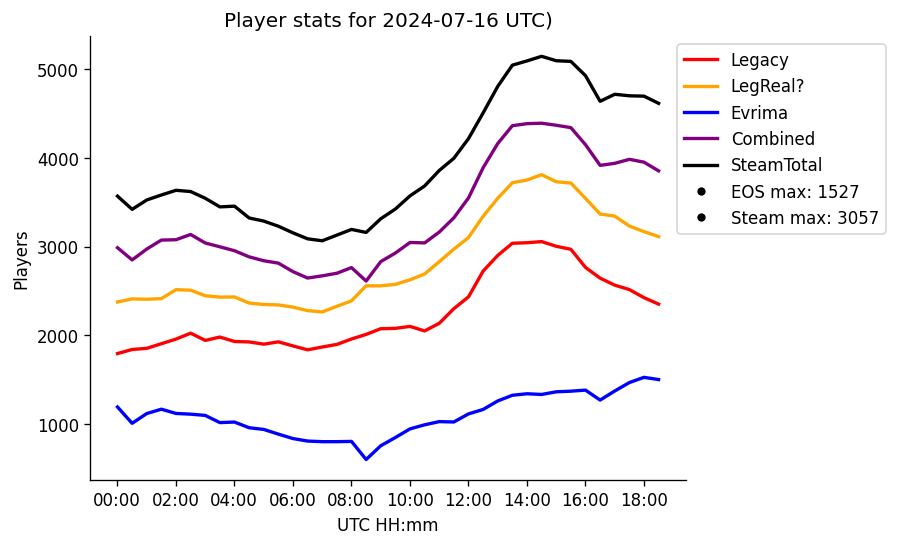 Player stats for 2024-07-16 UTC)
Players
5000
4000
3000
2000
1000
00:00 02:00 04:00 06:00 08:00 10:00 12:00 14:00 16:00 18:00
UTC HH:mm
Legacy
LegReal?
Evrima
Combined
SteamTotal
EOS max: 1527
Steam max: 3057